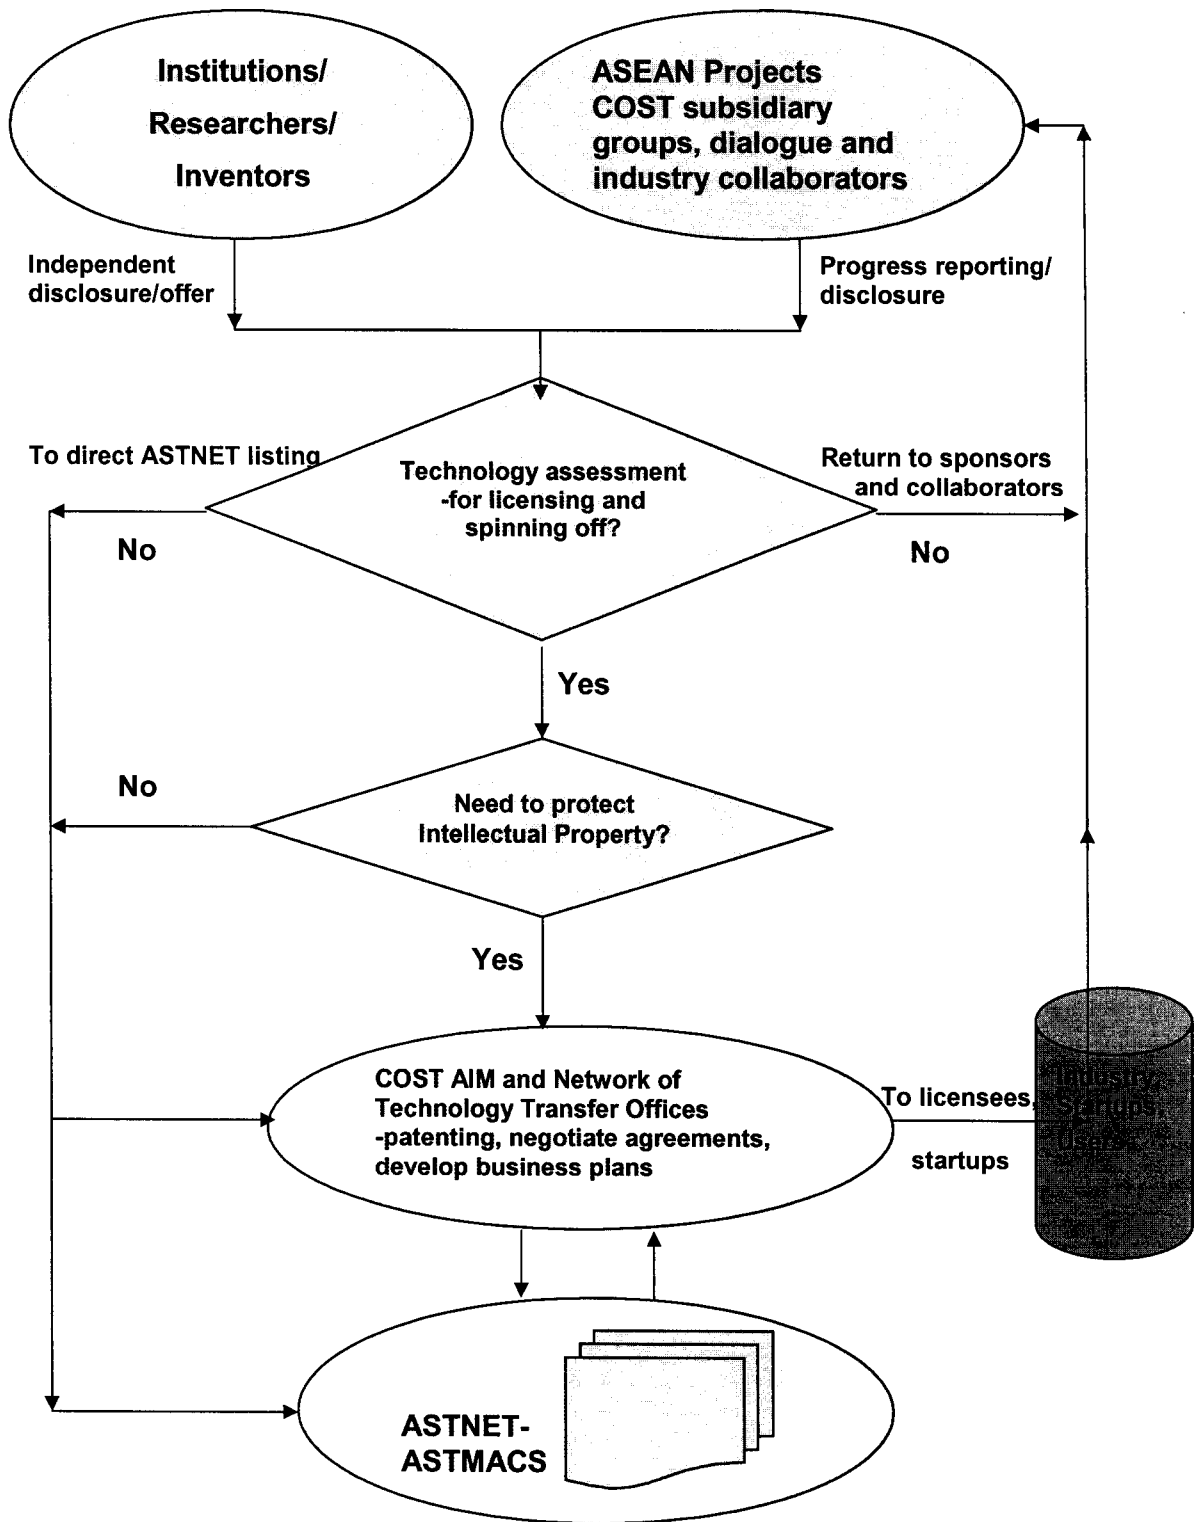 Institutions/
Researchers/
Inventors
ASEAN Projects
COST subsidiary
groups, dialogue and
industry collaborators
Independent
disclosure/offer
Progress reporting/
disclosure
To direct ASTNET listing
Technology assessment
-for licensing and
spinning off?
Return to sponsors
and collaborators
No
No
Yes
No
Need to protect
Intellectual Property?
Yes
COST AIM and Network of
Technology Transfer Offices
-patenting, negotiate agreements,
develop business plans
To licensees,
startups
Industry,
Startups,
Users
ASTNET-
ASTMACS